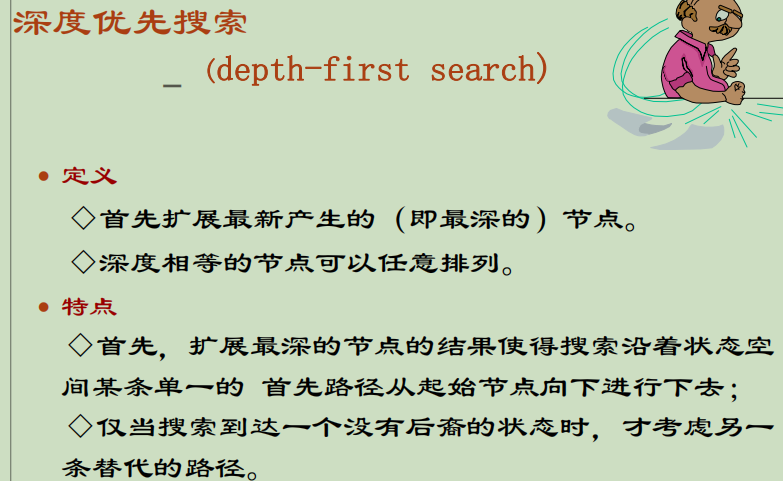 深度优先搜索
– (depth-first search)
• 定义
◇首先扩展最新产生的（即最深的）节点。
◇深度相等的节点可以任意排列。
• 特点
◇首先，扩展最深的节点的结果使得搜索沿着状态空
间某条单一的 首先路径从起始节点向下进行下去；
◇仅当搜索到达一个没有后裔的状态时，才考虑另一
条替代的路径。